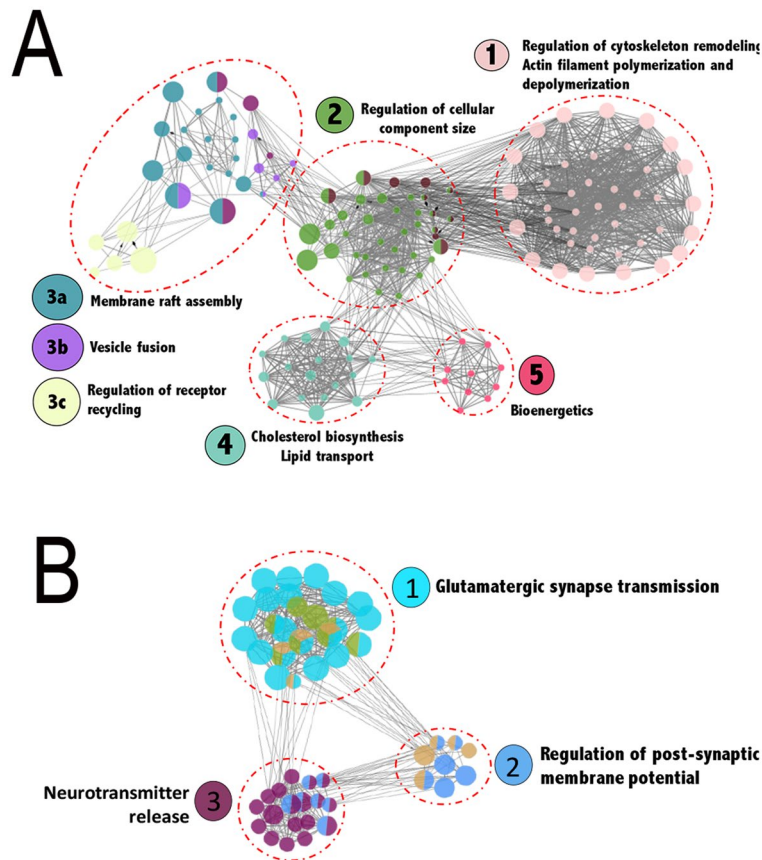 A
1
Regulation of cytoskeleton remodeling
Actin filament polymerization and
depolymerization
2
Regulation of cellular
component size
3a
Membrane raft assembly
3b
Vesicle fusion
3c
Regulation of receptor
recycling
4
Cholesterol biosynthesis
Lipid transport
5
Bioenergetics
B
1
Glutamatergic synapse transmission
2
Regulation of post-synaptic
membrane potential
3
Neurotransmitter
release